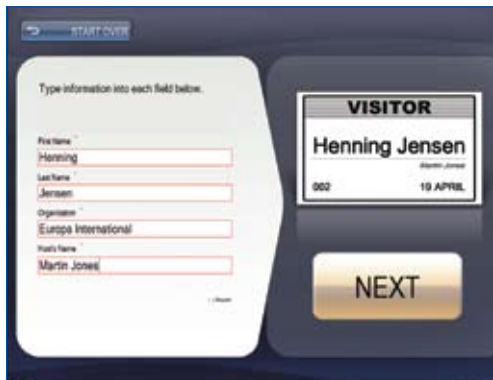 START OVER
Type information into each field below.
First Name *
Henning
Last Name *
Jensen
Organization *
Europa International
Host's Name *
Martin Jones
VISITOR
Henning Jensen
Martin Jones
002 19 APRIL
NEXT